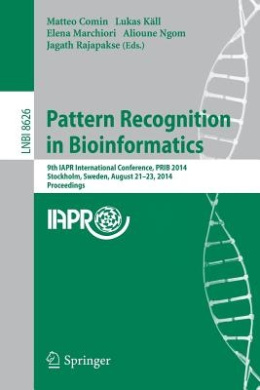 Matteo Comin Lukas Käll
Elena Marchiori Alioune Ngom
Jagath Rajapakse (Eds.)
LNBI 8626
Pattern Recognition
in Bioinformatics
9th IAPR International Conference, PRIB 2014
Stockholm, Sweden, August 21–23, 2014
Proceedings
IAPR
Springer